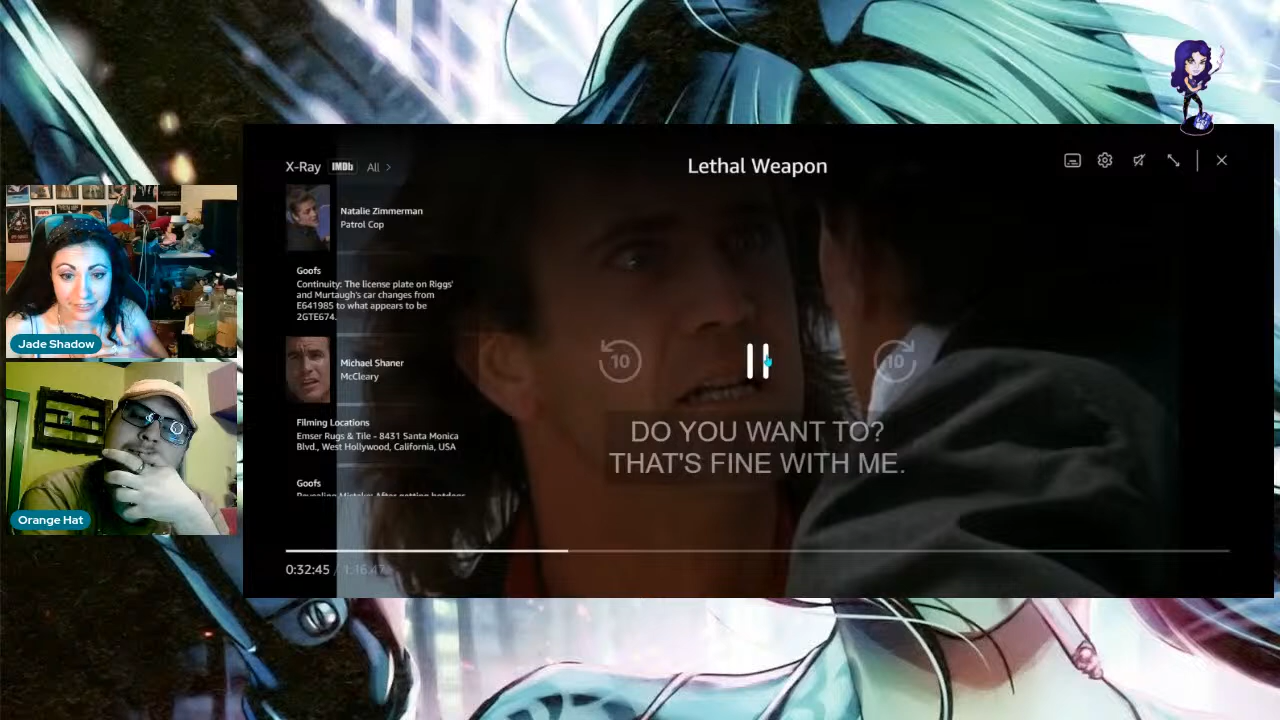 X-Ray IMDb All
Lethal Weapon
Natalie Zimmerman
Patrol Cop
Goofs
Continuity: The license plate on Riggs'
and Murtaugh's car changes from
E641985 to what appears to be
2GTE674.
Michael Shaner
McCleary
Filming Locations
Emser Rugs & Tile - 8431 Santa Monica
Blvd., West Hollywood, California, USA
Goofs
10
10
DO YOU WANT TO?
THAT'S FINE WITH ME.
0:32:45 / 1:16:47
Jade Shadow
Orange Hat